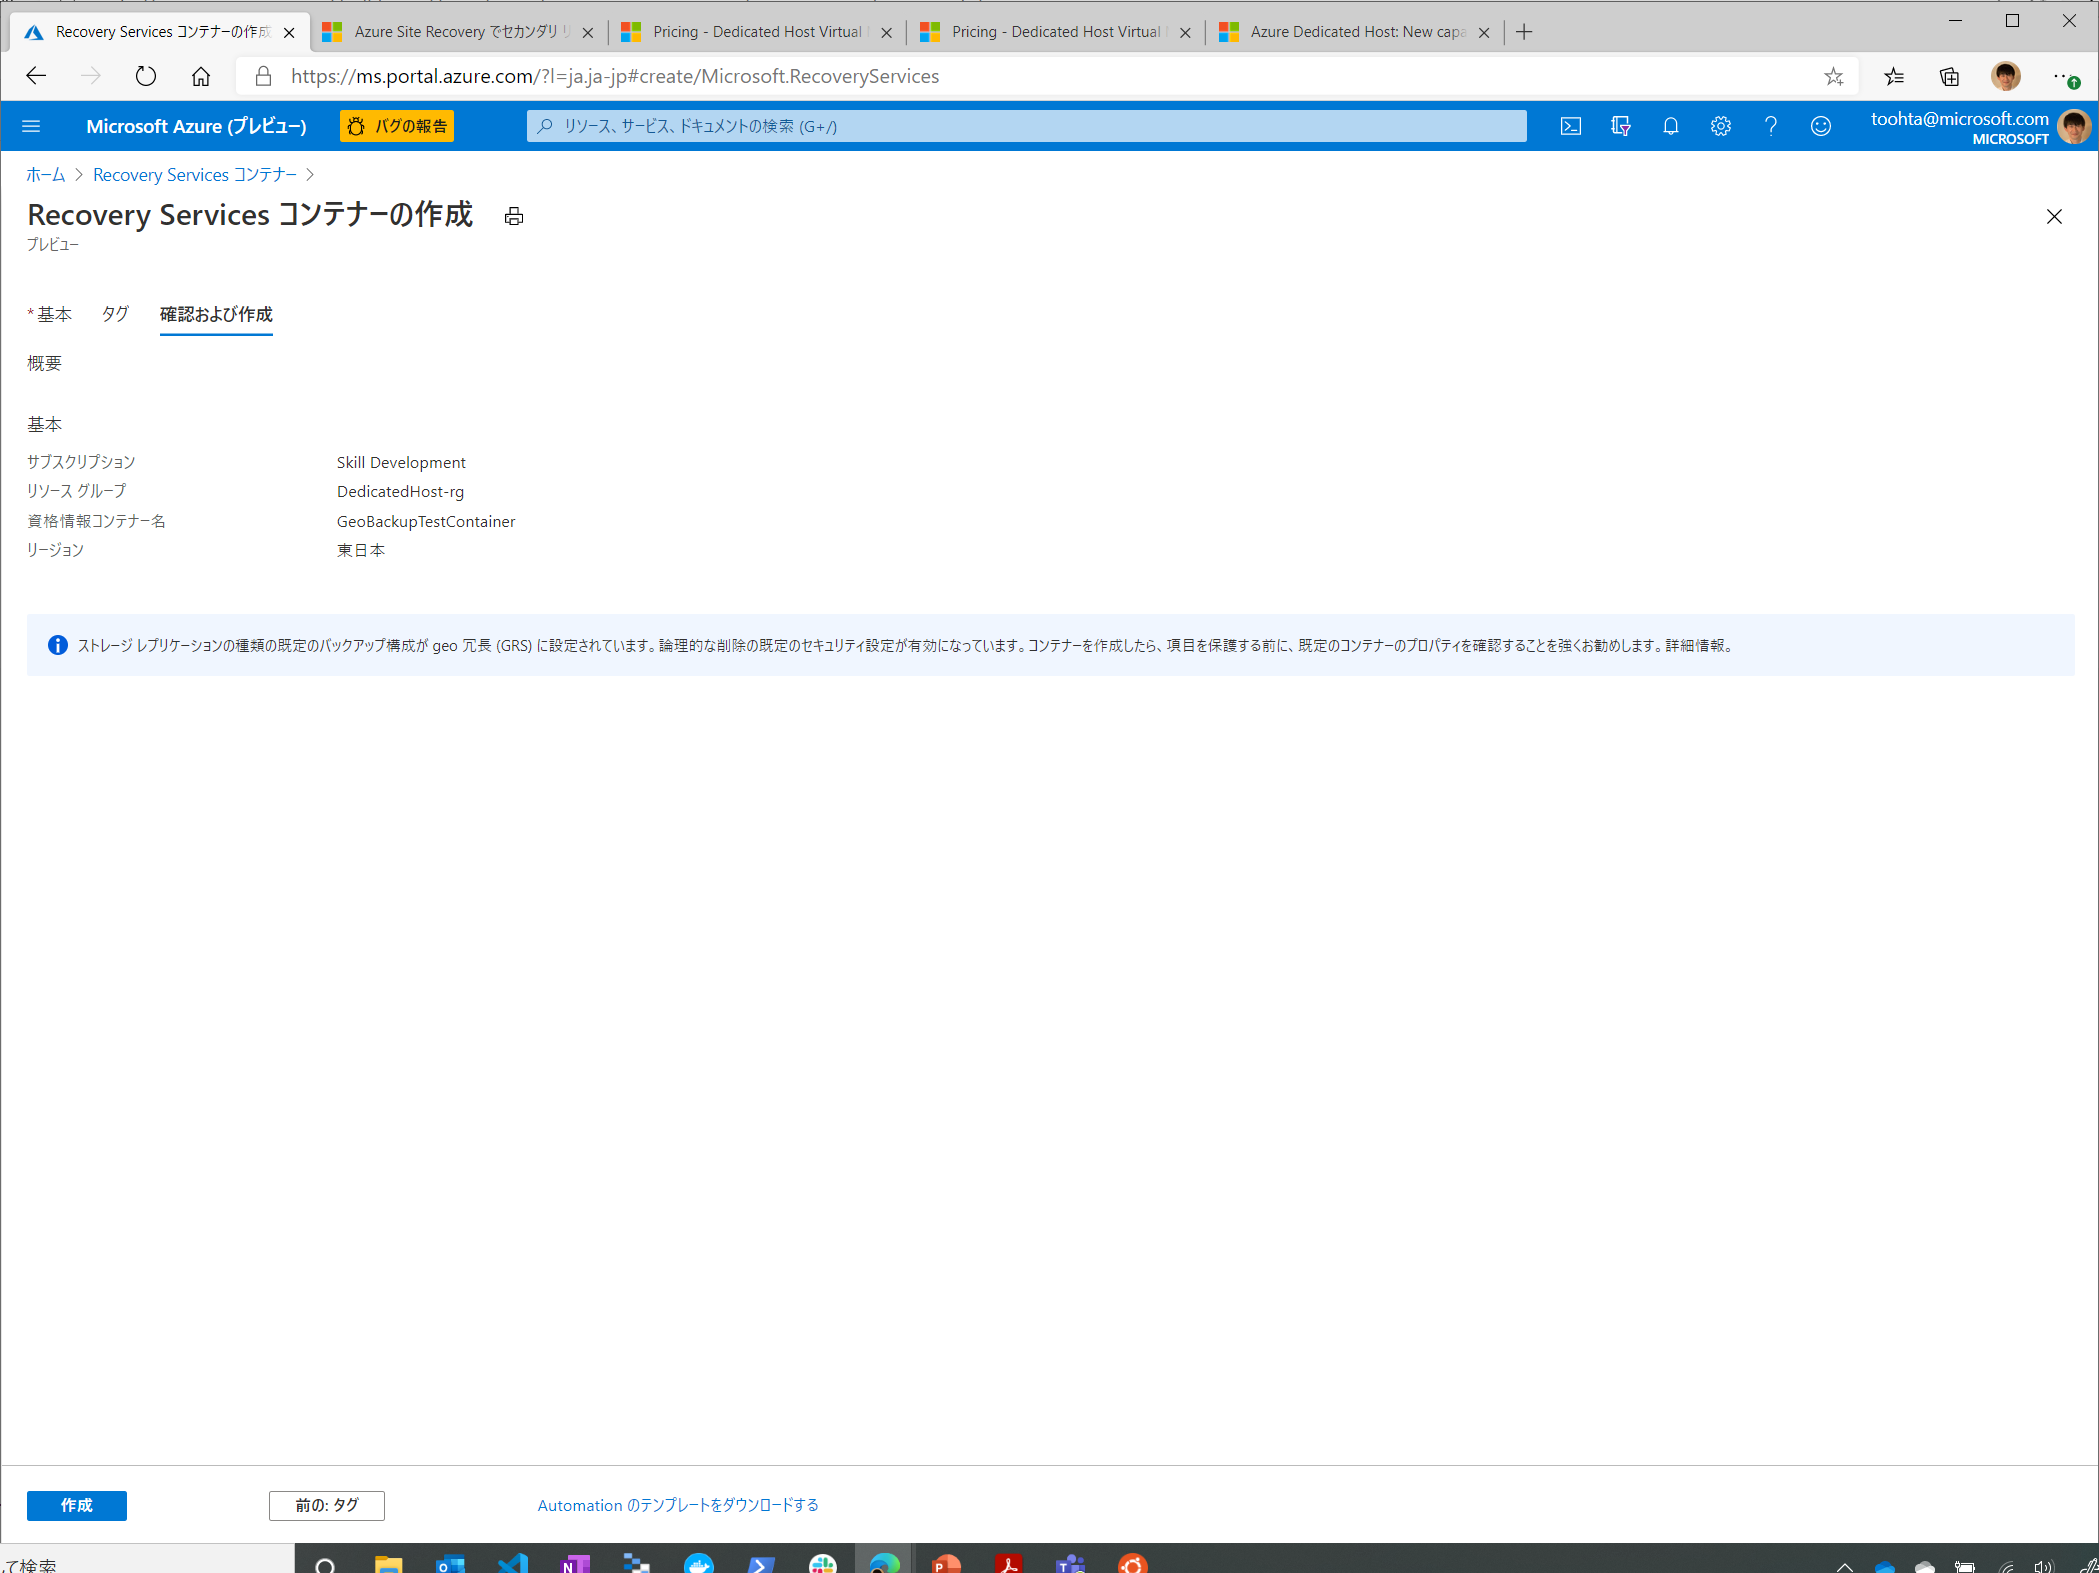 Recovery Services コンテナーの作成
Azure Site Recovery でセカンダリ
Pricing - Dedicated Host Virtual
Pricing - Dedicated Host Virtual
Azure Dedicated Host: New capa
https://ms.portal.azure.com/?l=ja.ja-jp#create/Microsoft.RecoveryServices
Microsoft Azure (プレビュー)
バグの報告
リソース、サービス、ドキュメントの検索 (G+/)
toohta@microsoft.com
MICROSOFT
ホーム > Recovery Services コンテナー >
Recovery Services コンテナーの作成
プレビュー
*基本 タグ 確認および作成
概要
基本
サブスクリプション Skill Development
リソース グループ DedicatedHost-rg
資格情報コンテナー名 GeoBackupTestContainer
リージョン 東日本
ストレージ レプリケーションの種類の既定のバックアップ構成が geo 冗長 (GRS) に設定されています。論理的な削除の既定のセキュリティ設定が有効になっています。コンテナーを作成したら、項目を保護する前に、既定のコンテナーのプロパティを確認することを強くお勧めします。詳細情報。
作成
前の: タグ
Automation のテンプレートをダウンロードする
て検索